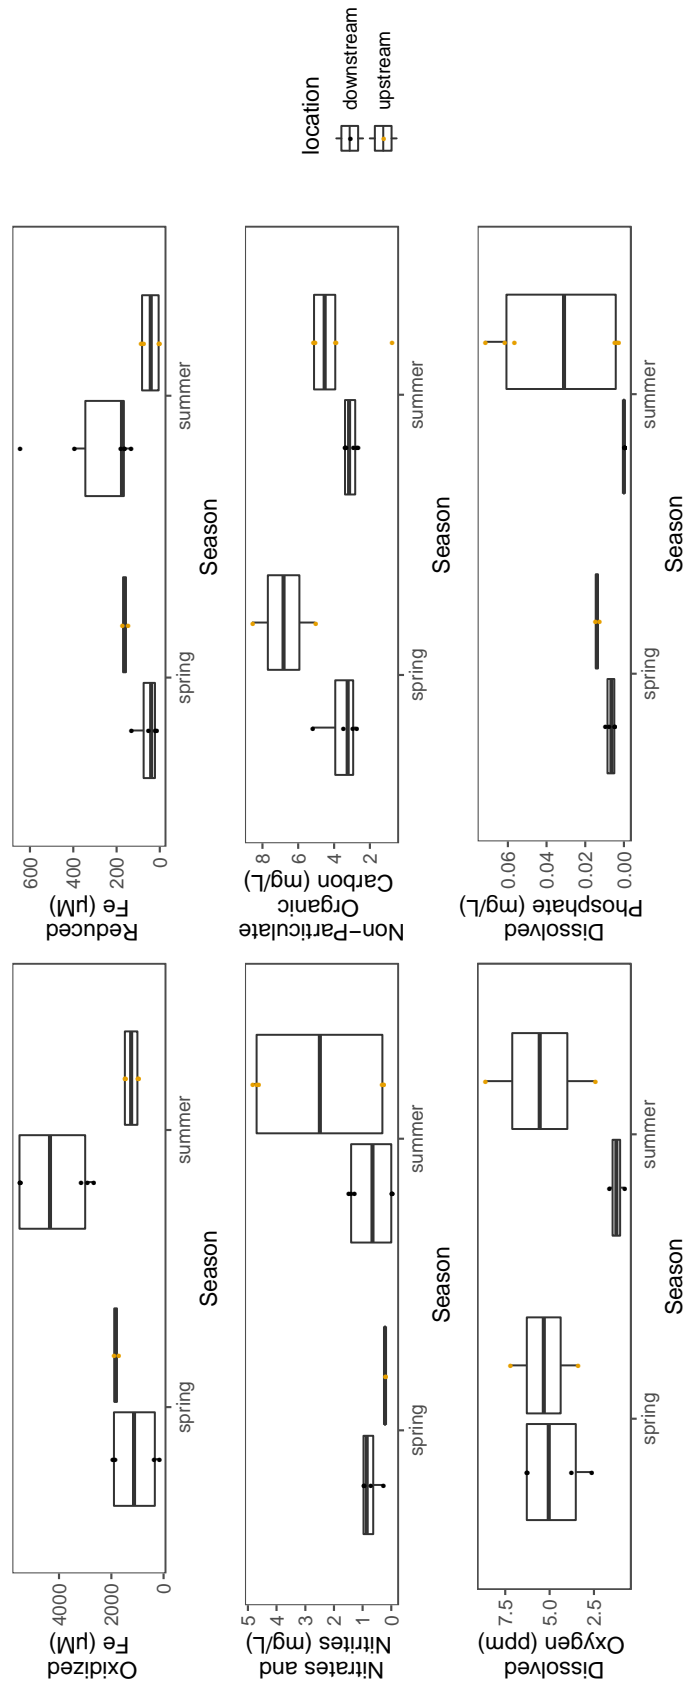 Oxidized
Fe (μM)
4000
2000
0
spring
summer
Season
Reduced
Fe (μM)
600
400
200
0
spring
summer
Season
Nitrates and
Nitrites (mg/L)
5
4
3
2
1
0
spring
summer
Season
Non−Particulate
Organic
Carbon (mg/L)
8
6
4
2
spring
summer
Season
location
downstream
upstream
Dissolved
Oxygen (ppm)
7.5
5.0
2.5
spring
summer
Season
Dissolved
Phosphate (mg/L)
0.06
0.04
0.02
0.00
spring
summer
Season